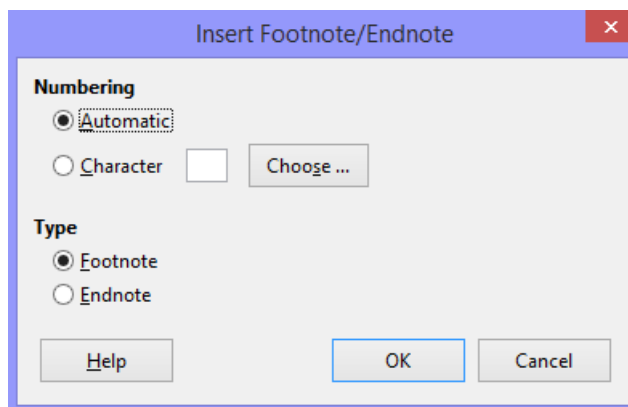 Insert Footnote/Endnote
Numbering
Automatic
Character Choose ...
Type
Footnote
Endnote
Help OK Cancel